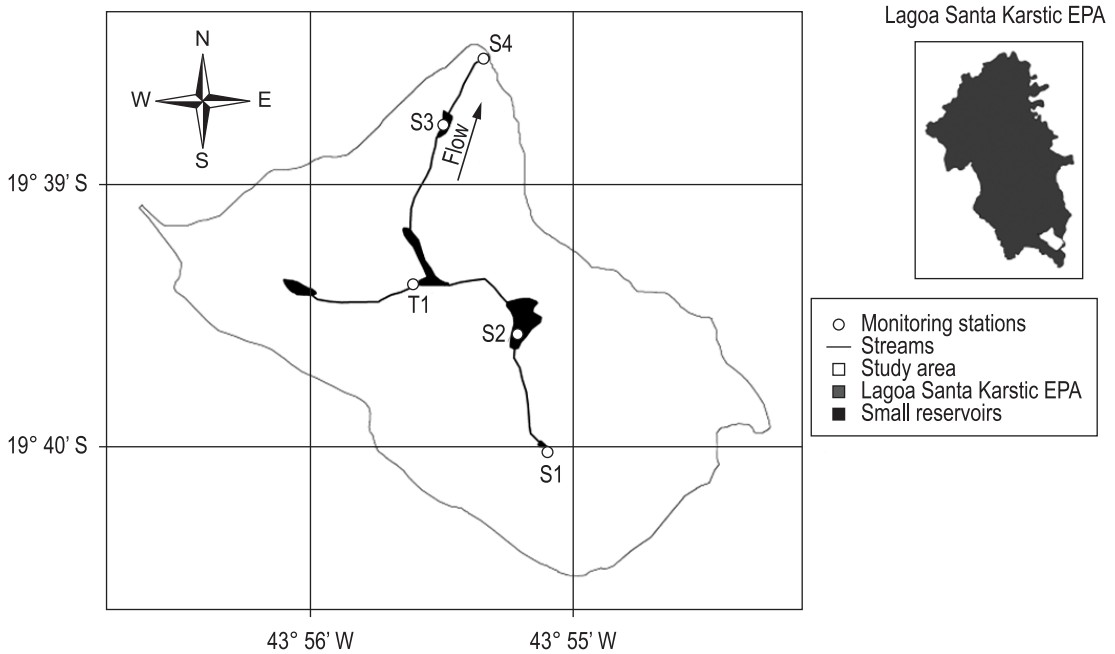 Lagoa Santa Karstic EPA
N
W
E
S
S4
S3
Flow
19° 39’ S
T1
S2
19° 40’ S
S1
43° 56’ W
43° 55’ W
Monitoring stations
Streams
Study area
Lagoa Santa Karstic EPA
Small reservoirs